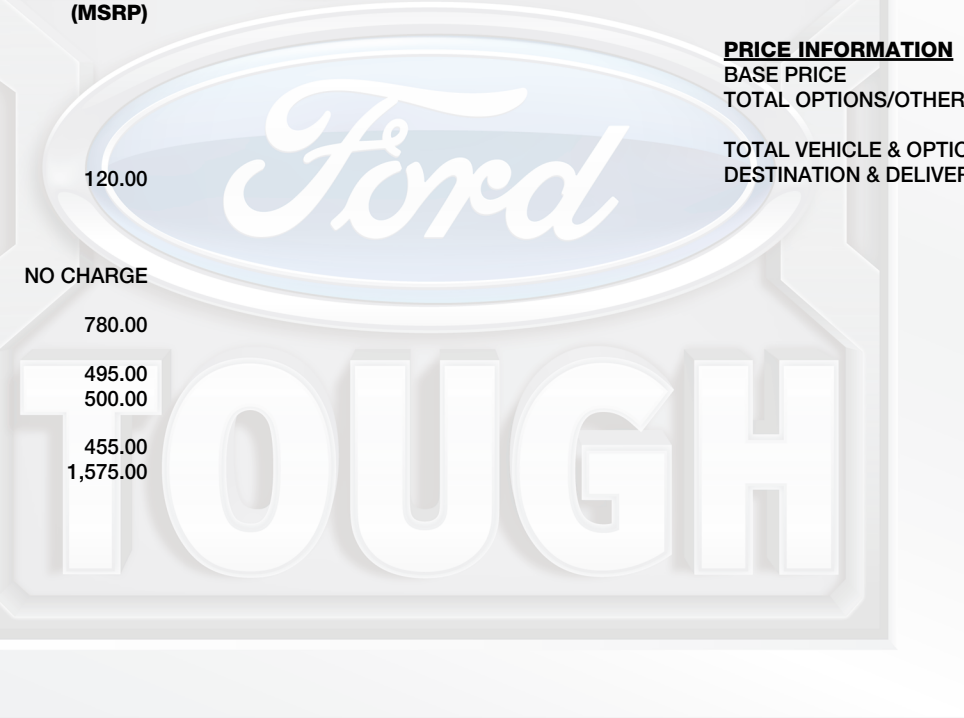 (MSRP)
120.00
NO CHARGE
780.00
495.00
500.00
455.00
1,575.00
PRICE INFORMATION
BASE PRICE
TOTAL OPTIONS/OTHER
TOTAL VEHICLE & OPTIO
DESTINATION & DELIVER
Ford
TOUGH